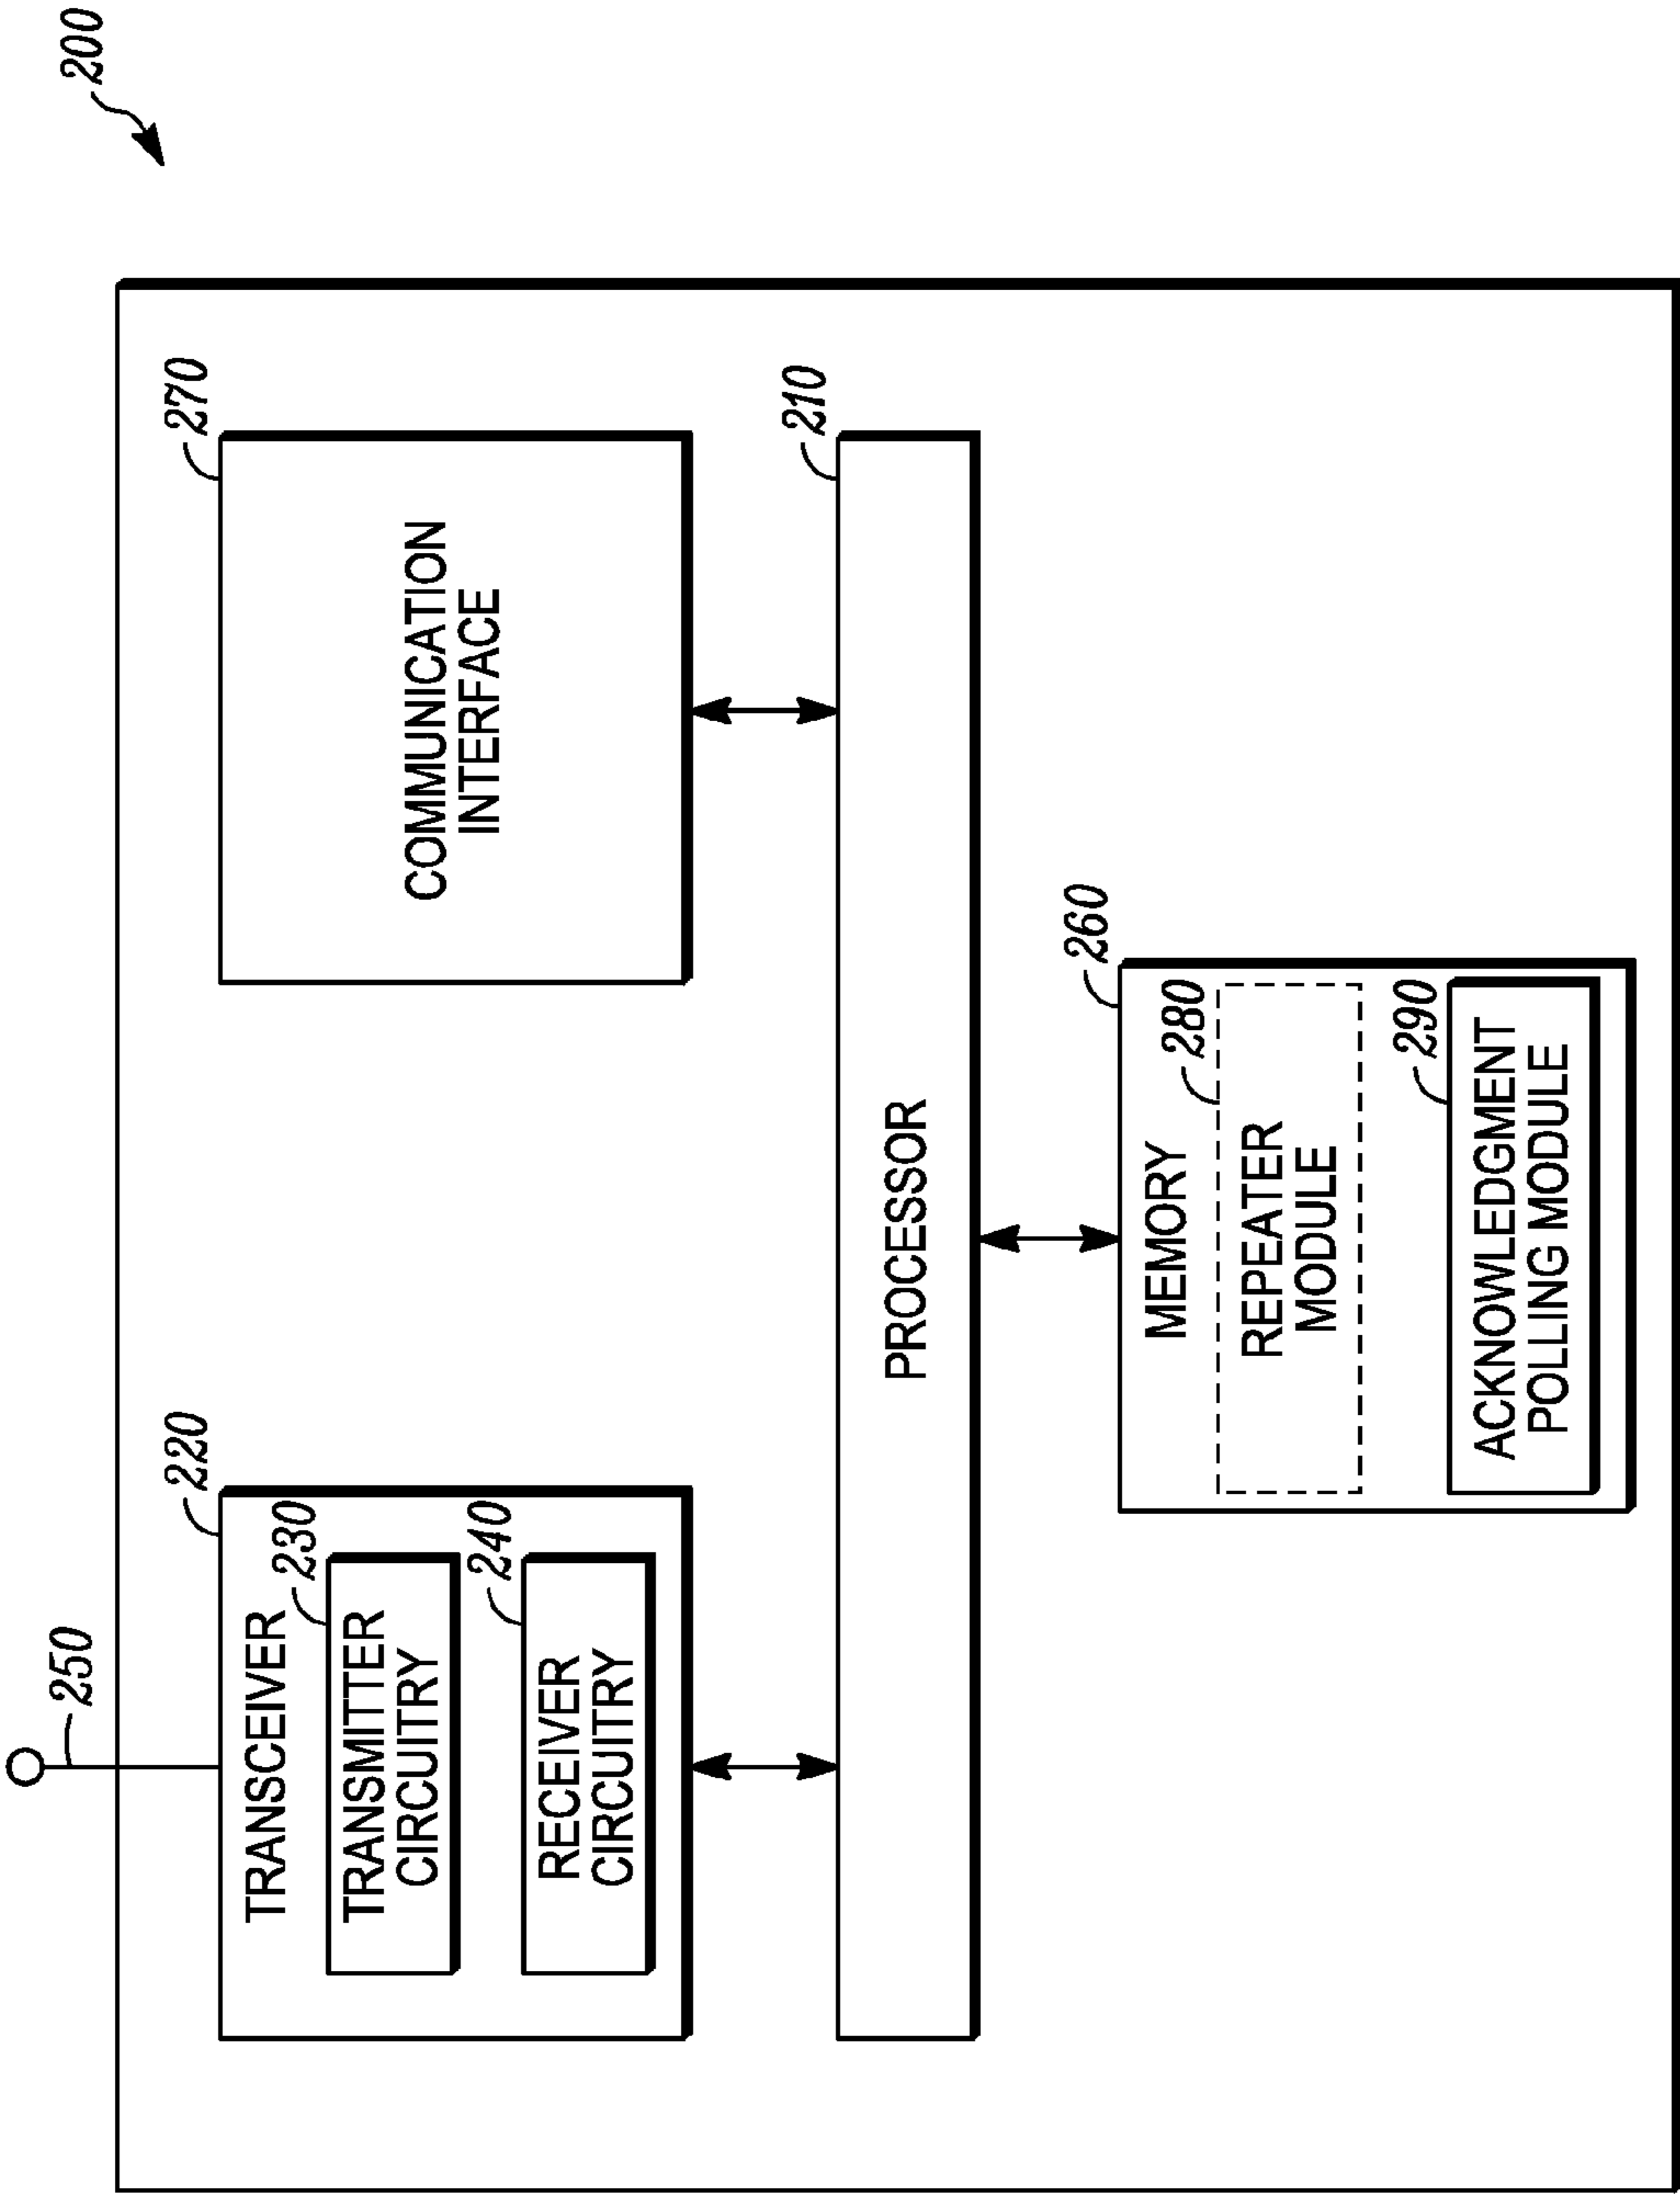 200
250
220
TRANSCEIVER
230
TRANSMITTER
CIRCUITRY
240
RECEIVER
CIRCUITRY
270
COMMUNICATION
INTERFACE
210
PROCESSOR
260
MEMORY
280
REPEATER
MODULE
290
ACKNOWLEDGMENT
POLLING MODULE